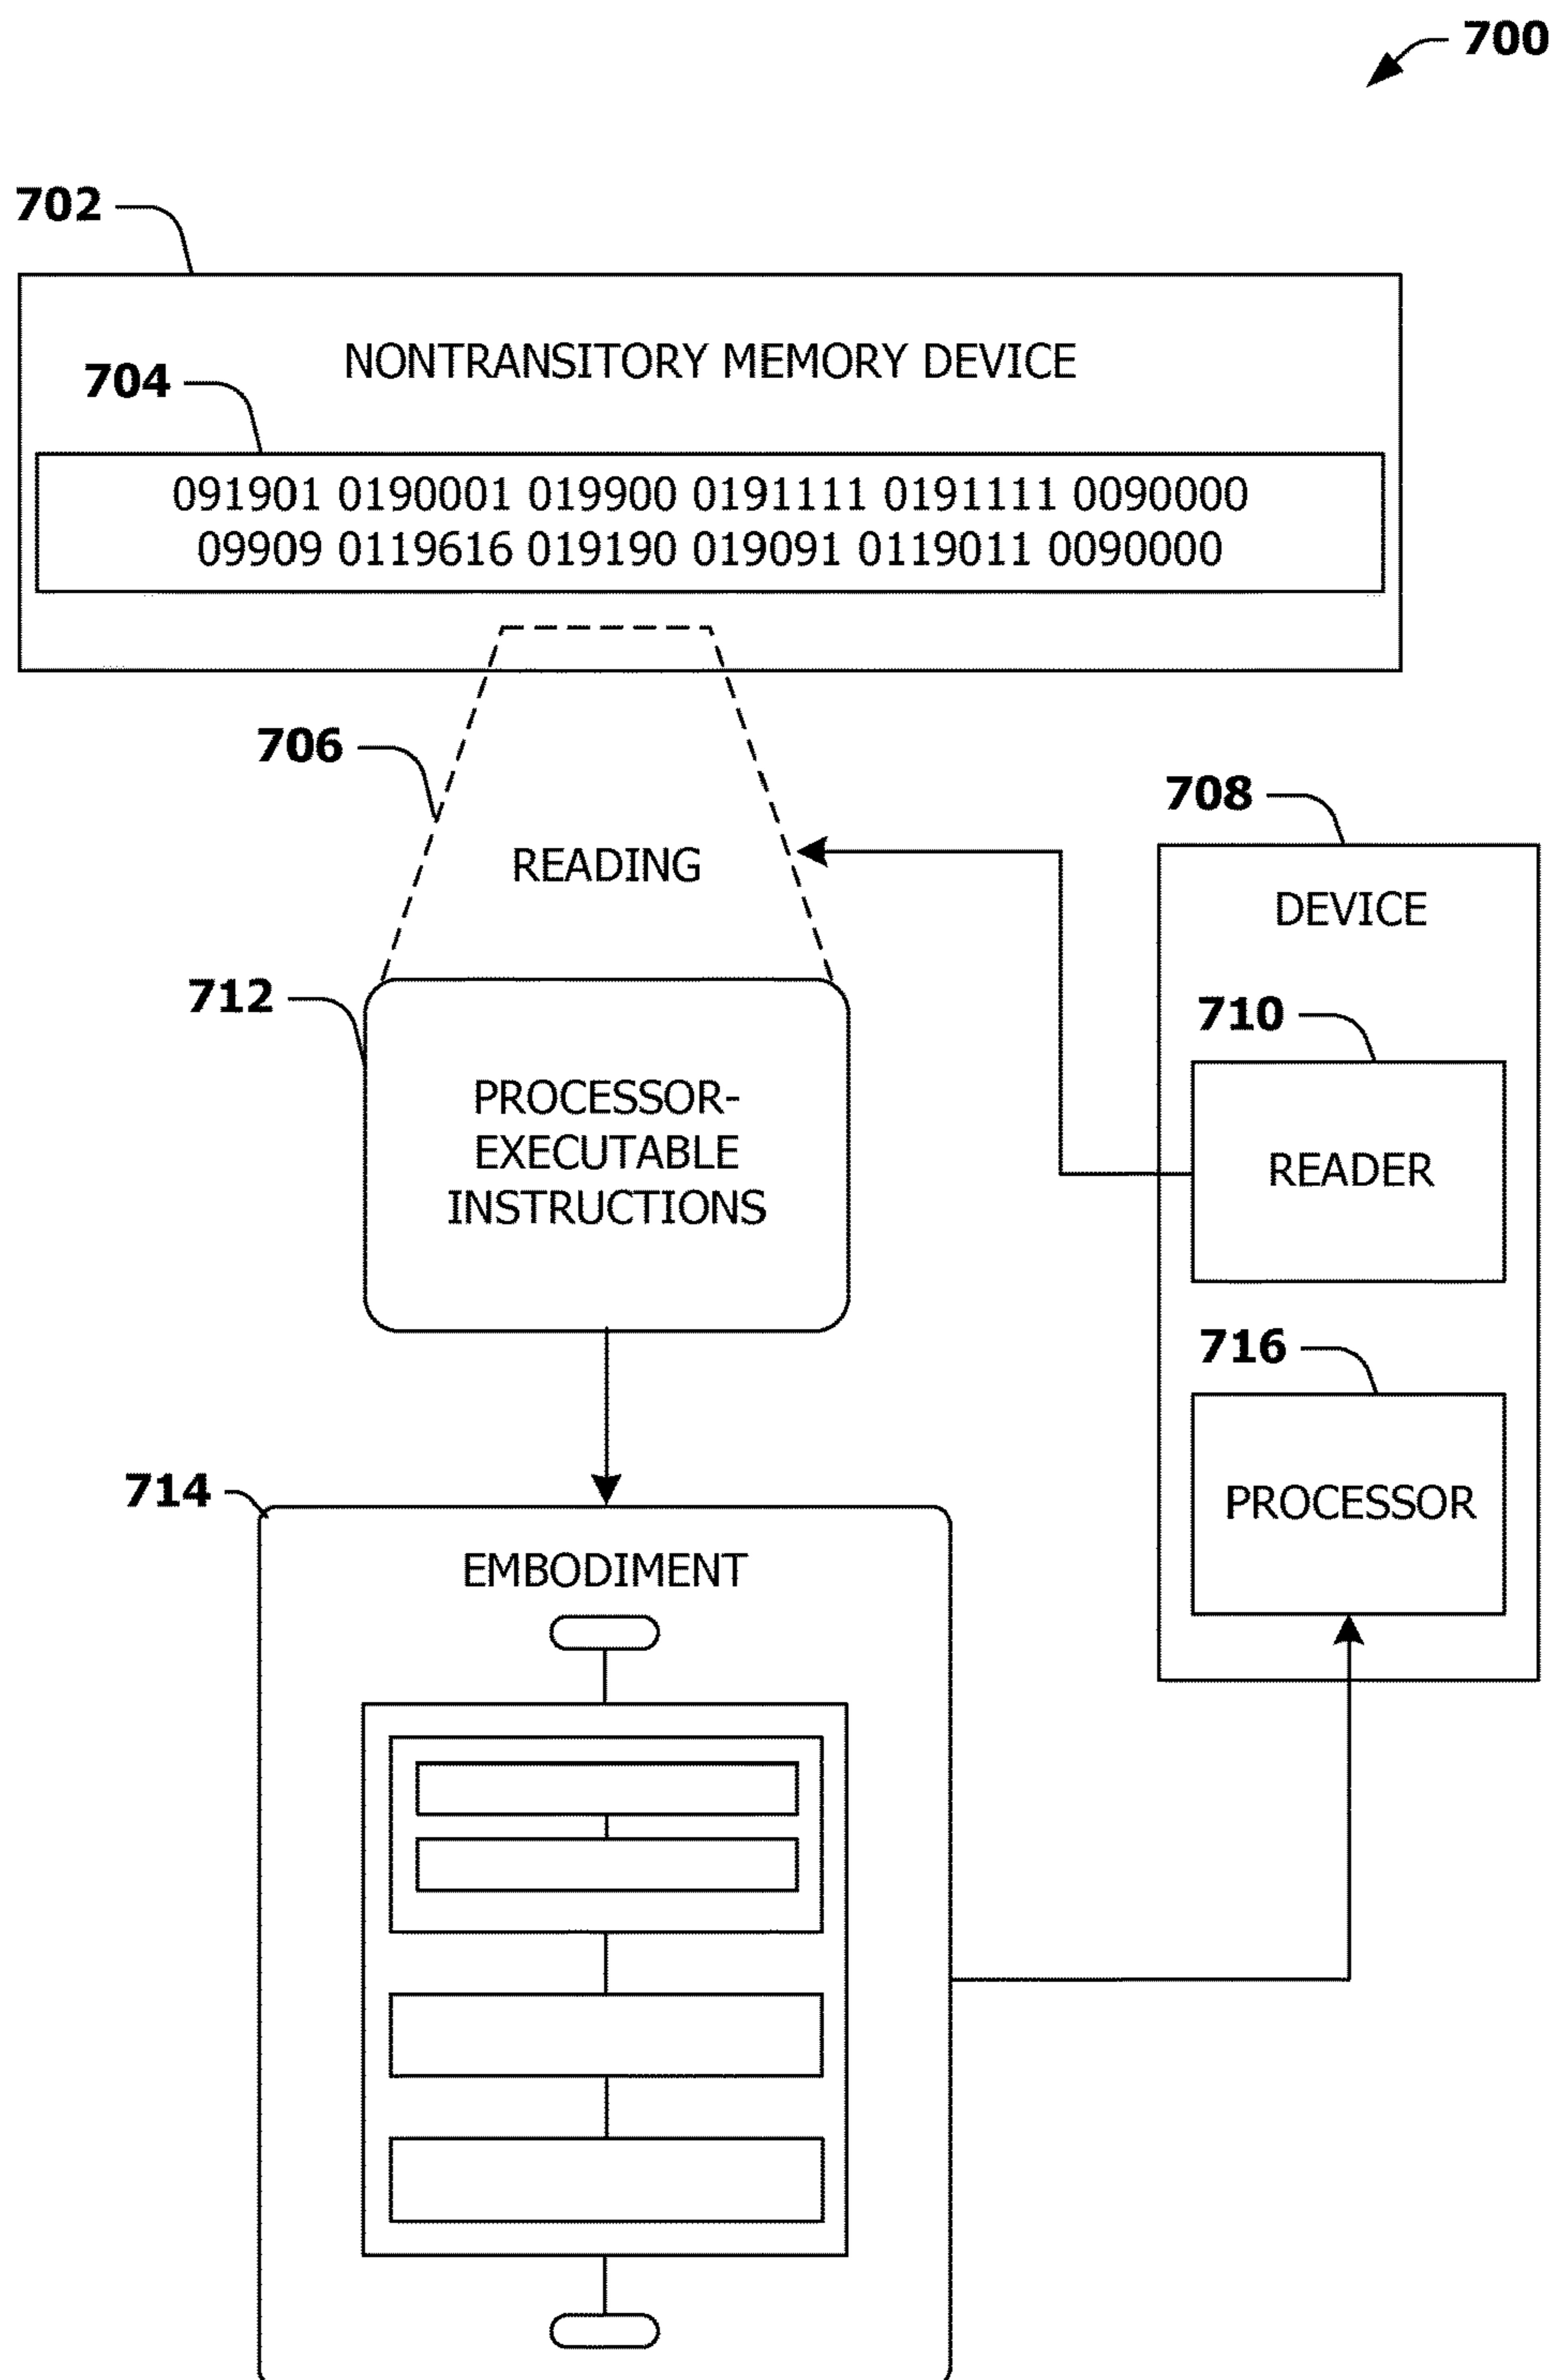 700
702
NONTRANSITORY MEMORY DEVICE
704
091901 0190001 019900 0191111 0191111 0090000
09909 0119616 019190 019091 0119011 0090000
706
READING
708
DEVICE
710
READER
712
PROCESSOR-
EXECUTABLE
INSTRUCTIONS
716
PROCESSOR
714
EMBODIMENT